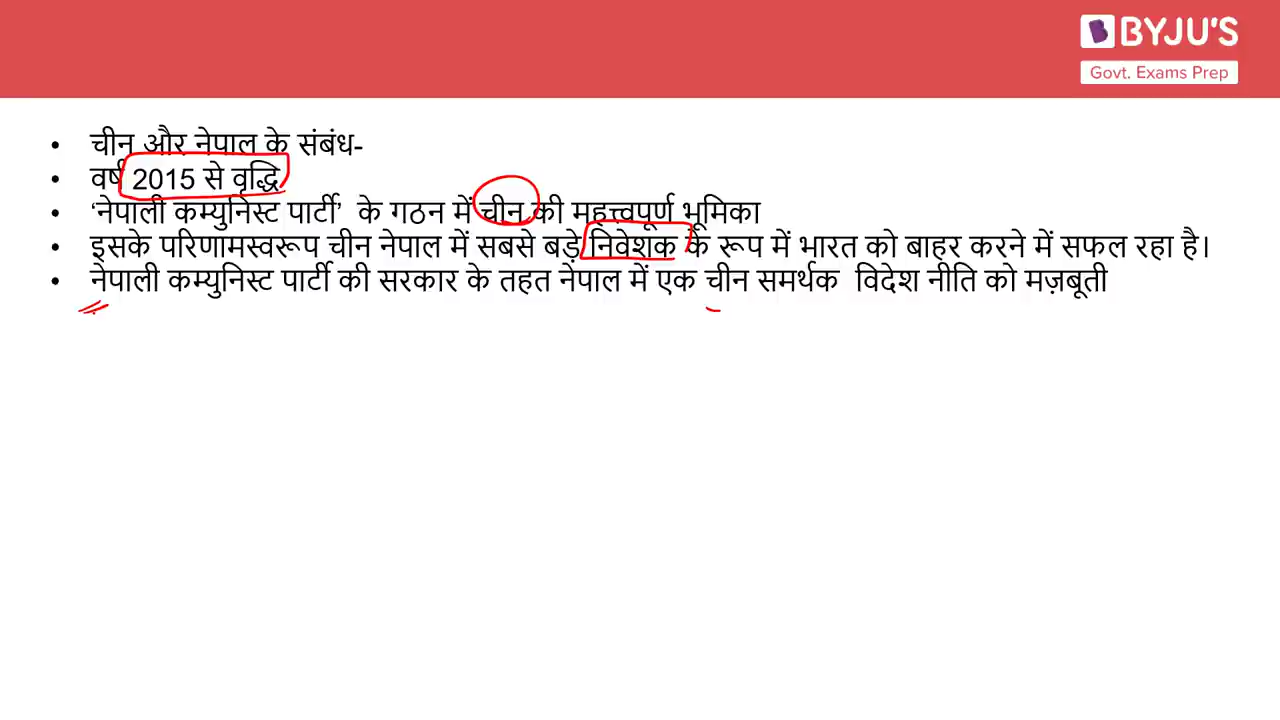 BYJU'S
Govt. Exams Prep
• चीन और नेपाल के संबंध-
• वर्ष 2015 से वृद्धि
• ‘नेपाली कम्युनिस्ट पार्टी’ के गठन में चीन की महत्त्वपूर्ण भूमिका
• इसके परिणामस्वरूप चीन नेपाल में सबसे बड़े निवेशक के रूप में भारत को बाहर करने में सफल रहा है।
• नेपाली कम्युनिस्ट पार्टी की सरकार के तहत नेपाल में एक चीन समर्थक विदेश नीति को मज़बूती